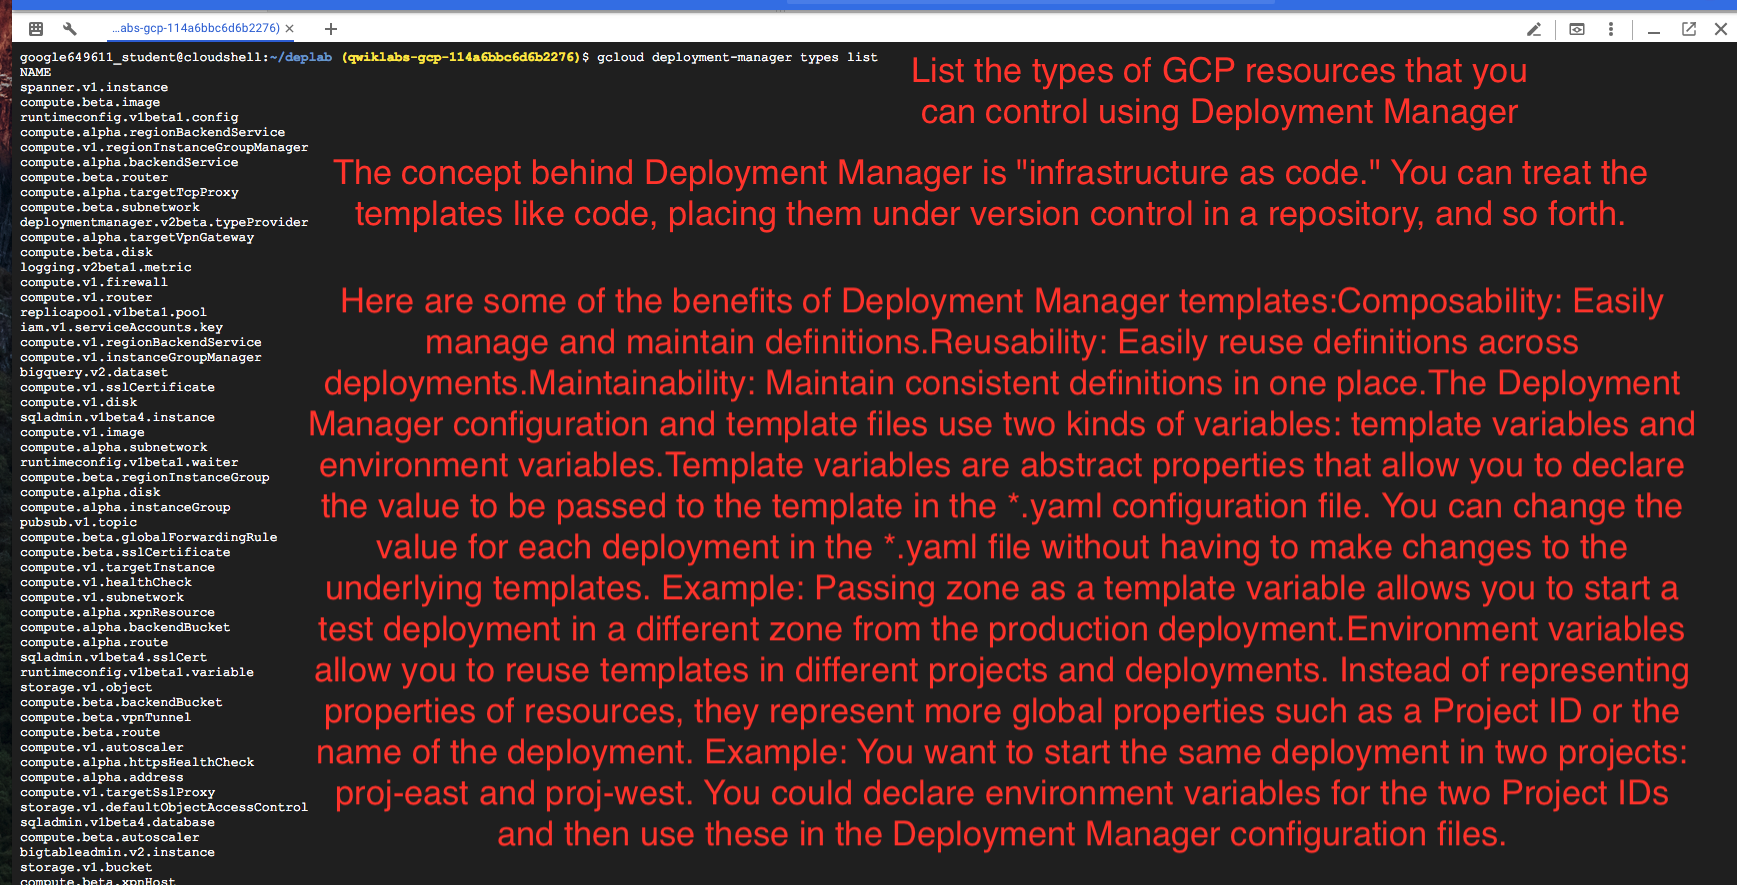 ...abs-gcp-114a6bbc6d6b2276)
google649611_student@cloudshell:~/deplab (qwiklabs-gcp-114a6bbc6d6b2276)$ gcloud deployment-manager types list
NAME
spanner.v1.instance
compute.beta.image
runtimeconfig.v1beta1.config
compute.alpha.regionBackendService
compute.v1.regionInstanceGroupManager
compute.alpha.backendService
compute.beta.router
compute.alpha.targetTcpProxy
compute.beta.subnetwork
deploymentmanager.v2beta.typeProvider
compute.alpha.targetVpnGateway
compute.beta.disk
logging.v2beta1.metric
compute.v1.firewall
compute.v1.router
replicapool.v1beta1.pool
iam.v1.serviceAccounts.key
compute.v1.regionBackendService
compute.v1.instanceGroupManager
bigquery.v2.dataset
compute.v1.sslCertificate
compute.v1.disk
sqladmin.v1beta4.instance
compute.v1.image
compute.alpha.subnetwork
runtimeconfig.v1beta1.waiter
compute.beta.regionInstanceGroup
compute.alpha.disk
compute.alpha.instanceGroup
pubsub.v1.topic
compute.beta.globalForwardingRule
compute.beta.sslCertificate
compute.v1.targetInstance
compute.v1.healthCheck
compute.v1.subnetwork
compute.alpha.xpnResource
compute.alpha.backendBucket
compute.alpha.route
sqladmin.v1beta4.sslCert
runtimeconfig.v1beta1.variable
storage.v1.object
compute.beta.backendBucket
compute.beta.vpnTunnel
compute.beta.route
compute.v1.autoscaler
compute.alpha.httpsHealthCheck
compute.alpha.address
compute.v1.targetSslProxy
storage.v1.defaultObjectAccessControl
sqladmin.v1beta4.database
compute.beta.autoscaler
bigtableadmin.v2.instance
storage.v1.bucket
compute.beta.xpnHost
List the types of GCP resources that you
can control using Deployment Manager
The concept behind Deployment Manager is "infrastructure as code." You can treat the
templates like code, placing them under version control in a repository, and so forth.
Here are some of the benefits of Deployment Manager templates:Composability: Easily
manage and maintain definitions.Reusability: Easily reuse definitions across
deployments.Maintainability: Maintain consistent definitions in one place.The Deployment
Manager configuration and template files use two kinds of variables: template variables and
environment variables.Template variables are abstract properties that allow you to declare
the value to be passed to the template in the *.yaml configuration file. You can change the
value for each deployment in the *.yaml file without having to make changes to the
underlying templates. Example: Passing zone as a template variable allows you to start a
test deployment in a different zone from the production deployment.Environment variables
allow you to reuse templates in different projects and deployments. Instead of representing
properties of resources, they represent more global properties such as a Project ID or the
name of the deployment. Example: You want to start the same deployment in two projects:
proj-east and proj-west. You could declare environment variables for the two Project IDs
and then use these in the Deployment Manager configuration files.